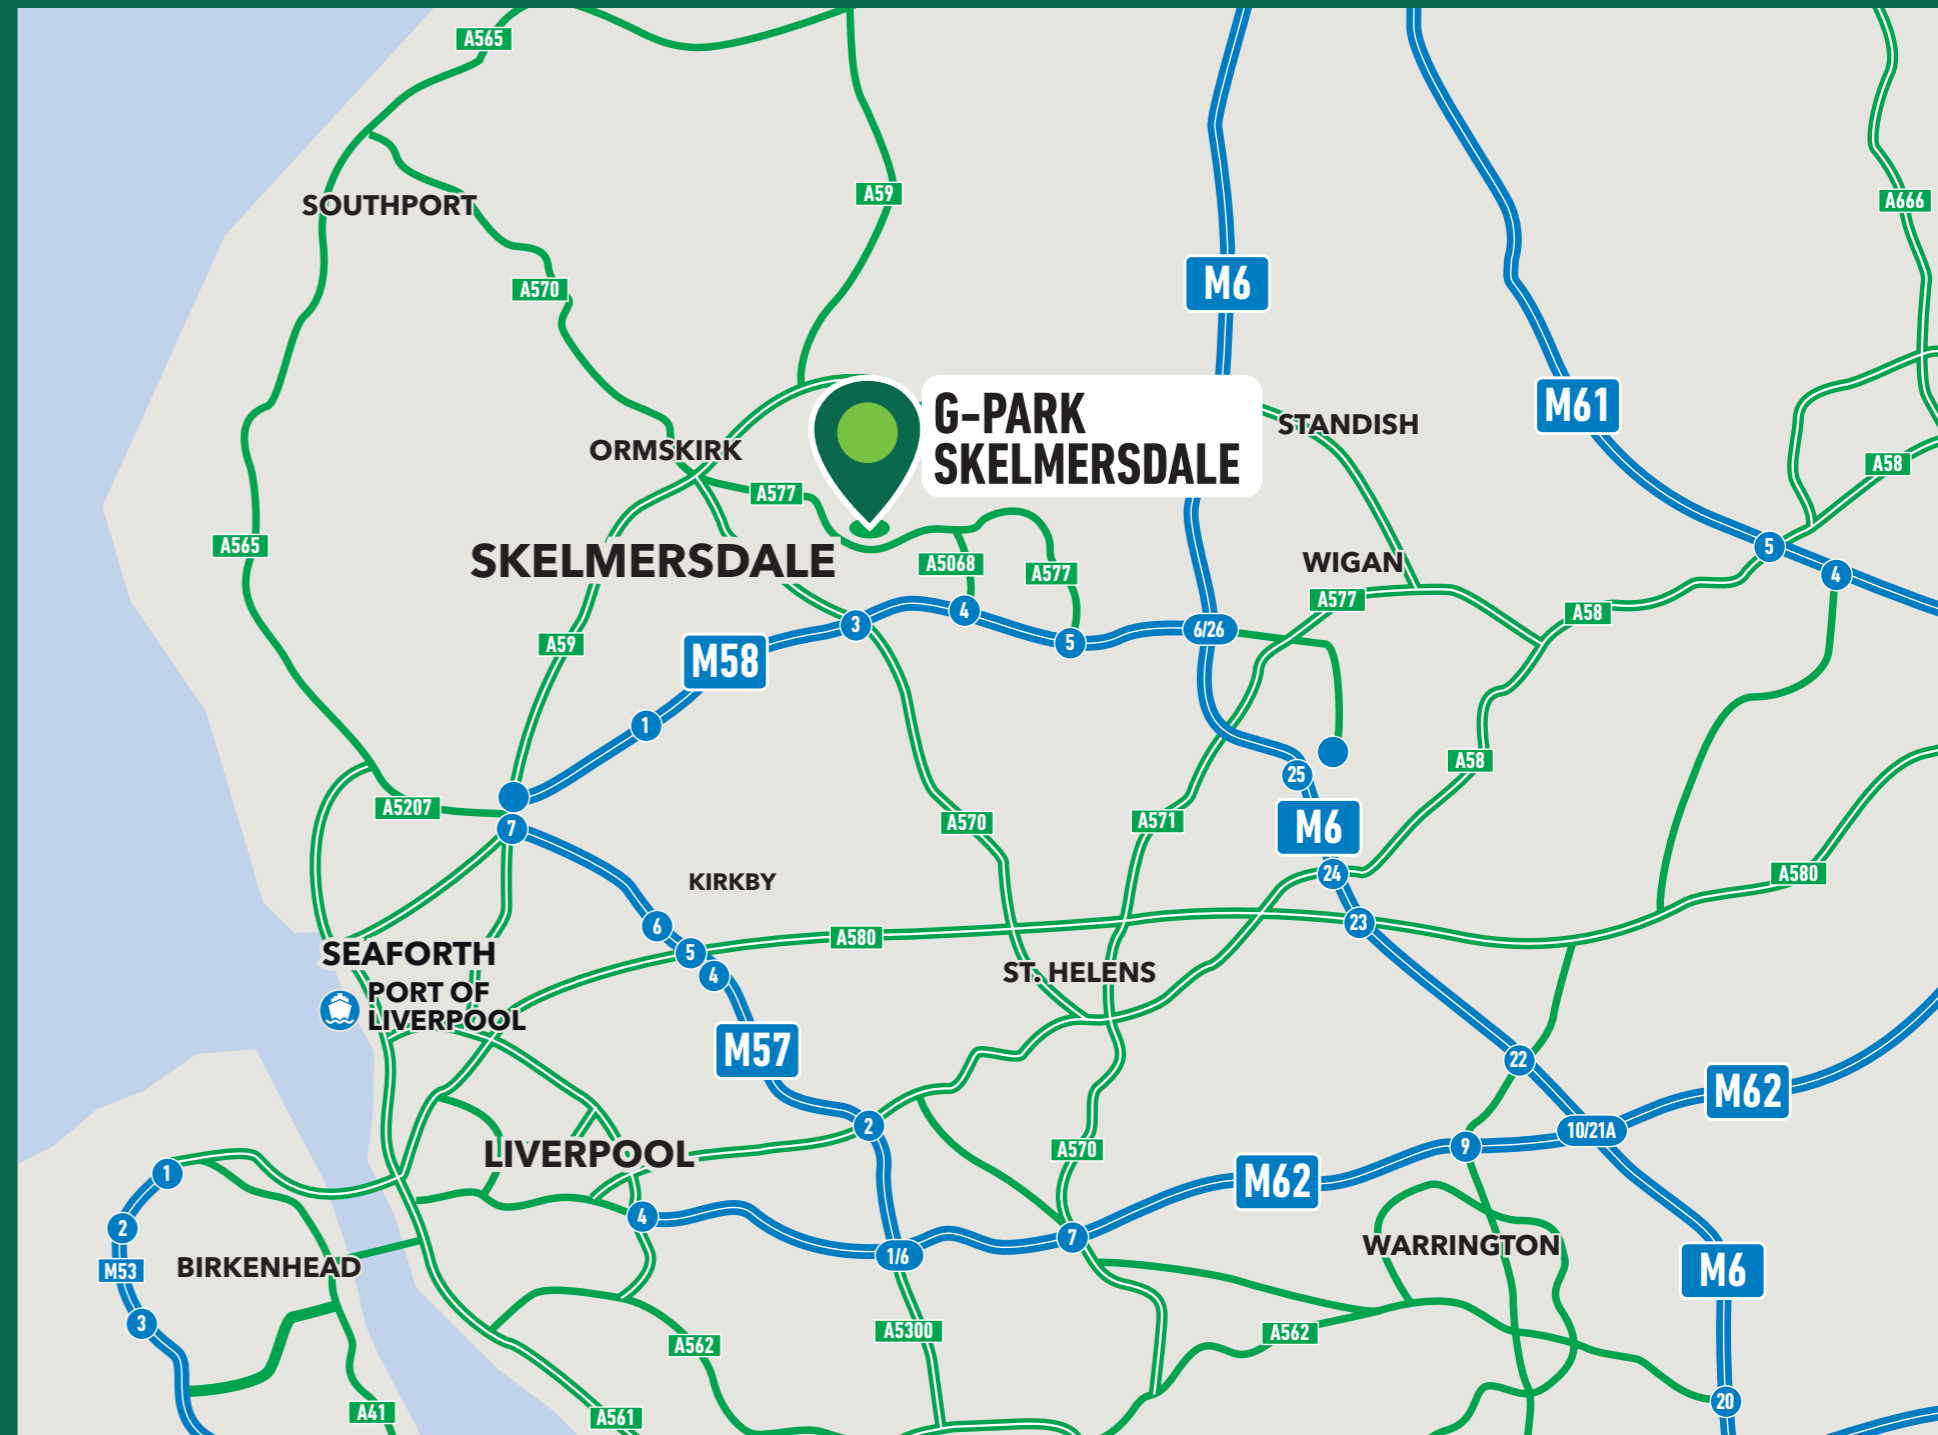 A565
A59
A666
SOUTHPORT
A570
M6
M61
G-PARK
SKELMERSDALE
STANDISH
ORMSKIRK
A58
A577
A565
SKELMERSDALE
5
A5068
A577
WIGAN
4
A577
A58
4
3
6/26
A59
5
M58
1
A58
25
A5207
7
A570
A571
M6
24
A580
KIRKBY
23
6
A580
5
SEAFORTH
4
ST. HELENS
PORT OF
LIVERPOOL
M57
22
M62
2
10/21A
9
A570
LIVERPOOL
1
M62
4
2
7
WARRINGTON
1/6
BIRKENHEAD
M53
M6
3
A5300
A562
A562
20
A41
A561